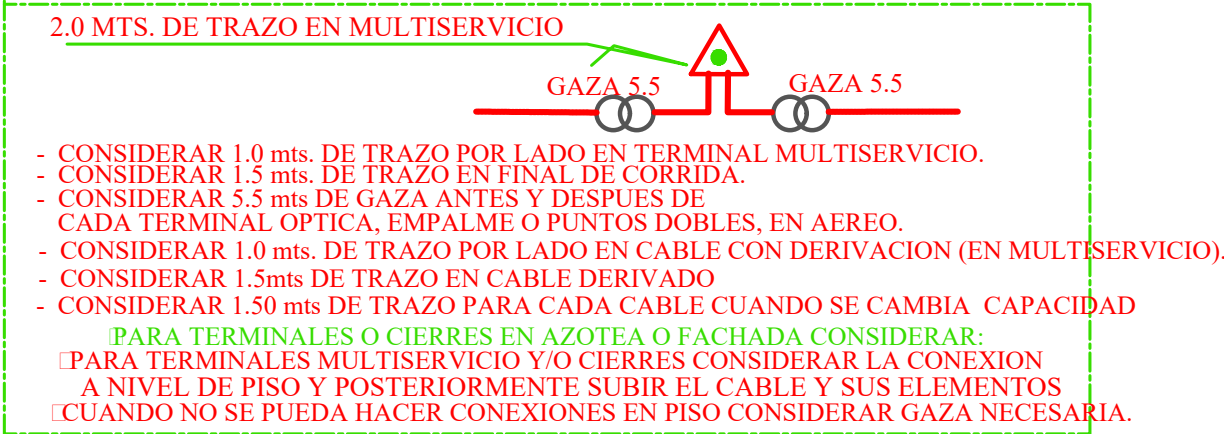 2.0 MTS. DE TRAZO EN MULTISERVICIO
GAZA 5.5
GAZA 5.5
- CONSIDERAR 1.0 mts. DE TRAZO POR LADO EN TERMINAL MULTISERVICIO.
- CONSIDERAR 1.5 mts. DE TRAZO EN FINAL DE CORRIDA.
- CONSIDERAR 5.5 mts DE GAZA ANTES Y DESPUES DE
CADA TERMINAL OPTICA, EMPALME O PUNTOS DOBLES, EN AEREO.
- CONSIDERAR 1.0 mts. DE TRAZO POR LADO EN CABLE CON DERIVACION (EN MULTISERVICIO).
- CONSIDERAR 1.5mts DE TRAZO EN CABLE DERIVADO
- CONSIDERAR 1.50 mts DE TRAZO PARA CADA CABLE CUANDO SE CAMBIA CAPACIDAD
PARA TERMINALES O CIERRES EN AZOTEA O FACHADA CONSIDERAR:
PARA TERMINALES MULTISERVICIO Y/O CIERRES CONSIDERAR LA CONEXION
A NIVEL DE PISO Y POSTERIORMENTE SUBIR EL CABLE Y SUS ELEMENTOS
CUANDO NO SE PUEDA HACER CONEXIONES EN PISO CONSIDERAR GAZA NECESARIA.